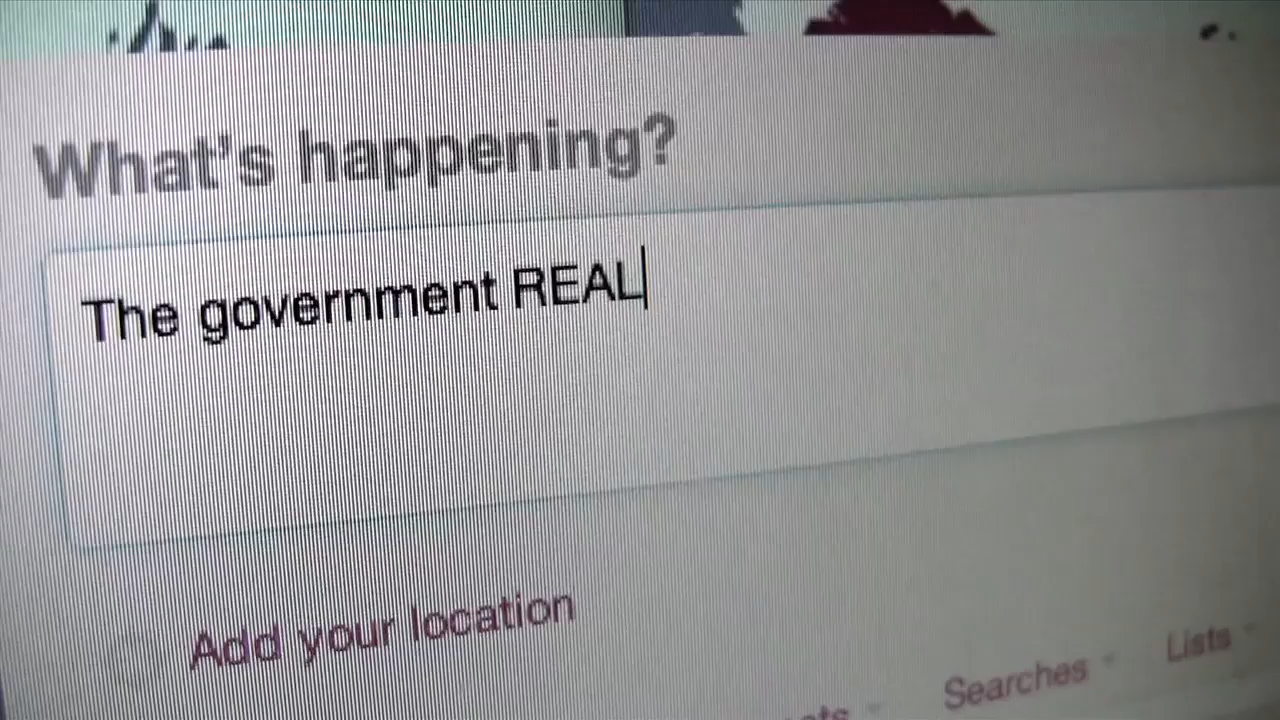 What's happening?
The government REAL
Add your location
Searches
Lists